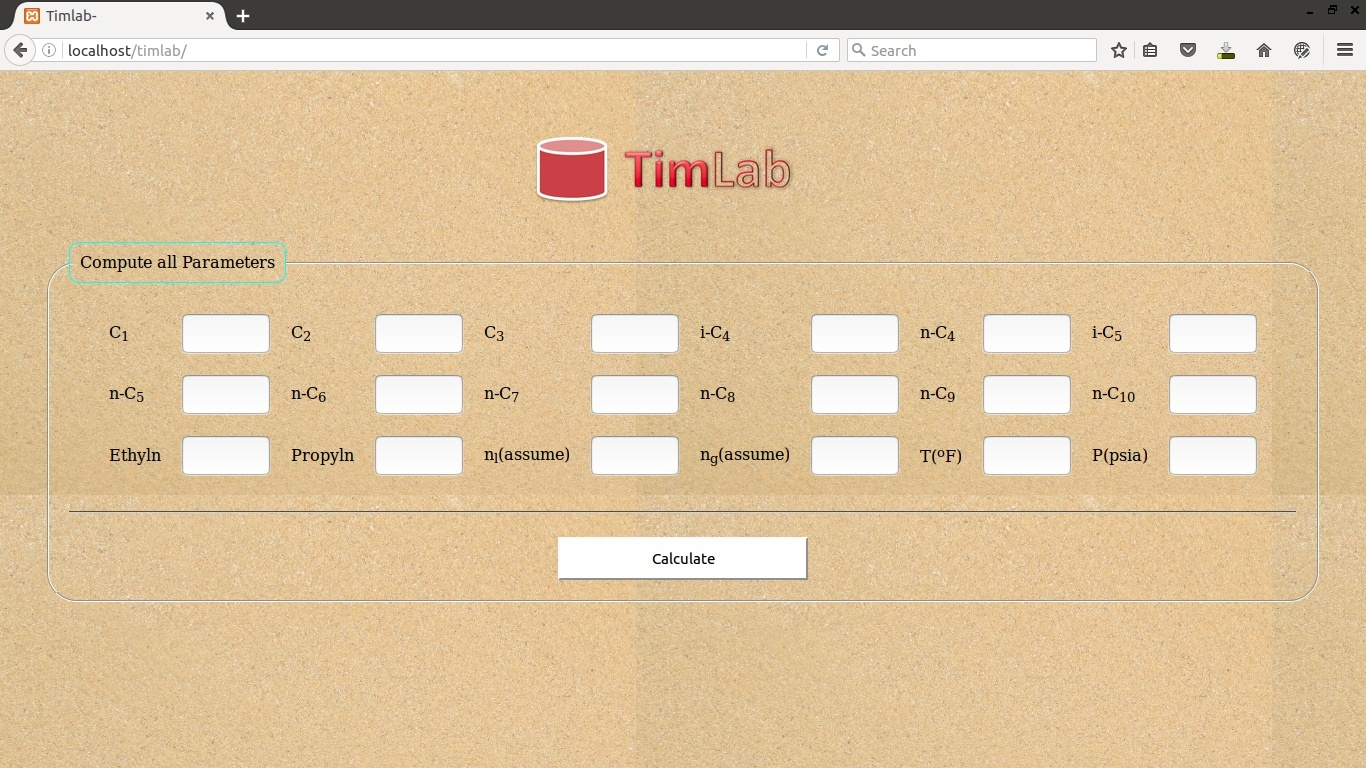 Timlab-
localhost/timlab/
Search
TimLab
Compute all Parameters
C₁ C₂ C₃ i-C₄ n-C₄ i-C₅
n-C₅ n-C₆ n-C₇ n-C₈ n-C₉ n-C₁₀
Ethyln Propyln nₗ(assume) n_g(assume) T(ºF) P(psia)
Calculate